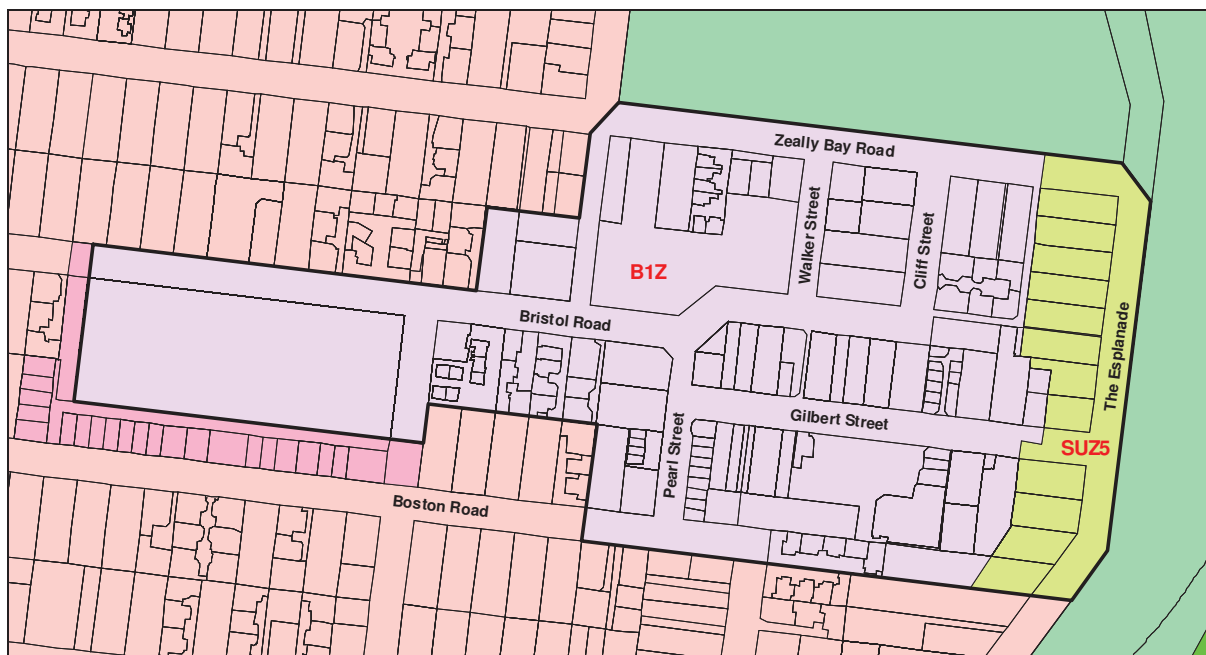 Zeally Bay Road
Walker Street
Cliff Street
B1Z
Bristol Road
The Esplanade
Gilbert Street
Pearl Street
SUZ5
Boston Road